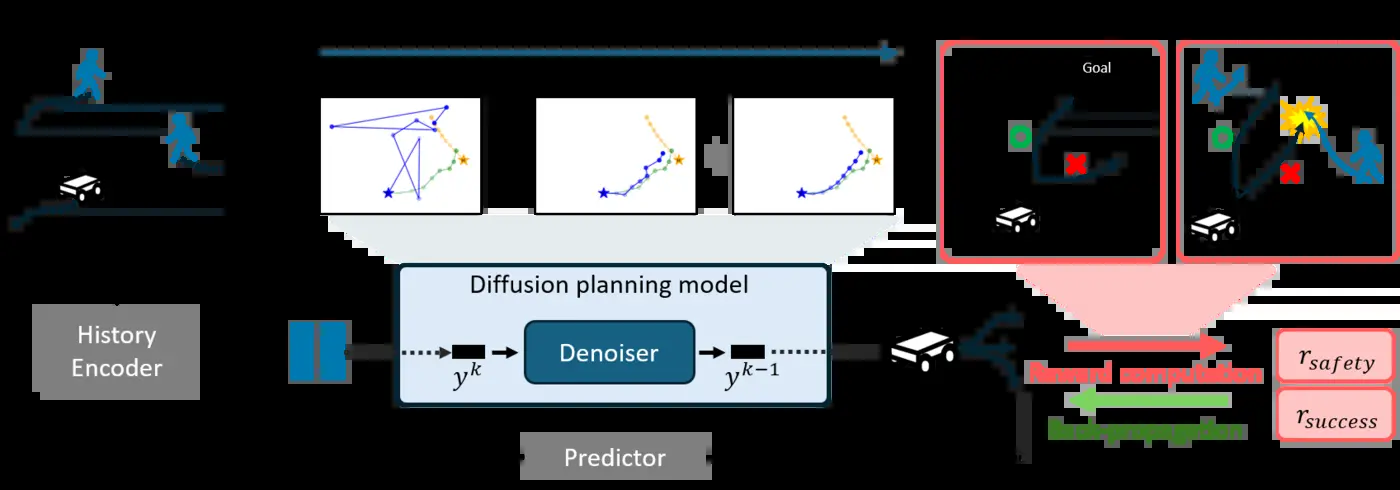 Goal
Diffusion planning model
History
Encoder
Denoiser
y^k
y^{k-1}
Reward computation
Back-propagation
r_{safety}
r_{success}
Predictor